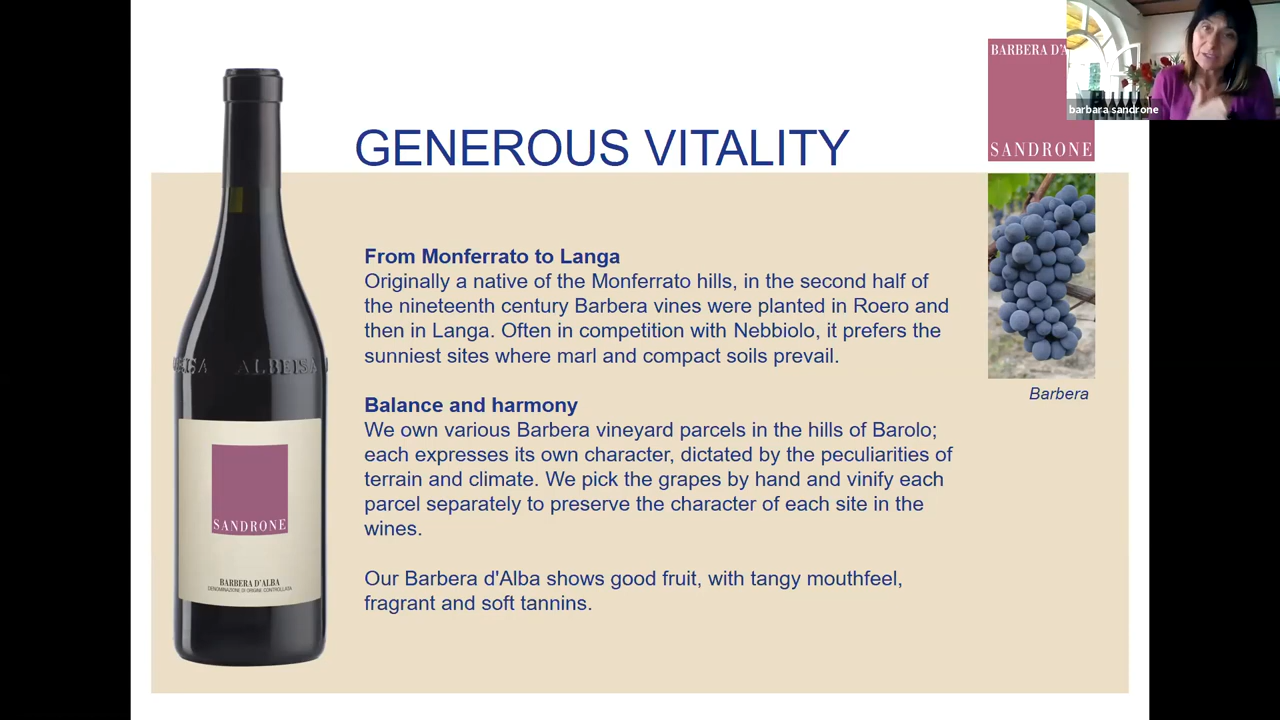 BARBERA D'A
barbara sandrone
SANDRONE
GENEROUS VITALITY
From Monferrato to Langa
Originally a native of the Monferrato hills, in the second half of
the nineteenth century Barbera vines were planted in Roero and
then in Langa. Often in competition with Nebbiolo, it prefers the
sunniest sites where marl and compact soils prevail.
Balance and harmony
We own various Barbera vineyard parcels in the hills of Barolo;
each expresses its own character, dictated by the peculiarities of
terrain and climate. We pick the grapes by hand and vinify each
parcel separately to preserve the character of each site in the
wines.
Our Barbera d'Alba shows good fruit, with tangy mouthfeel,
fragrant and soft tannins.
Barbera
ALBEISA
SANDRONE
BARBERA D'ALBA
DENOMINAZIONE DI ORIGINE CONTROLLATA